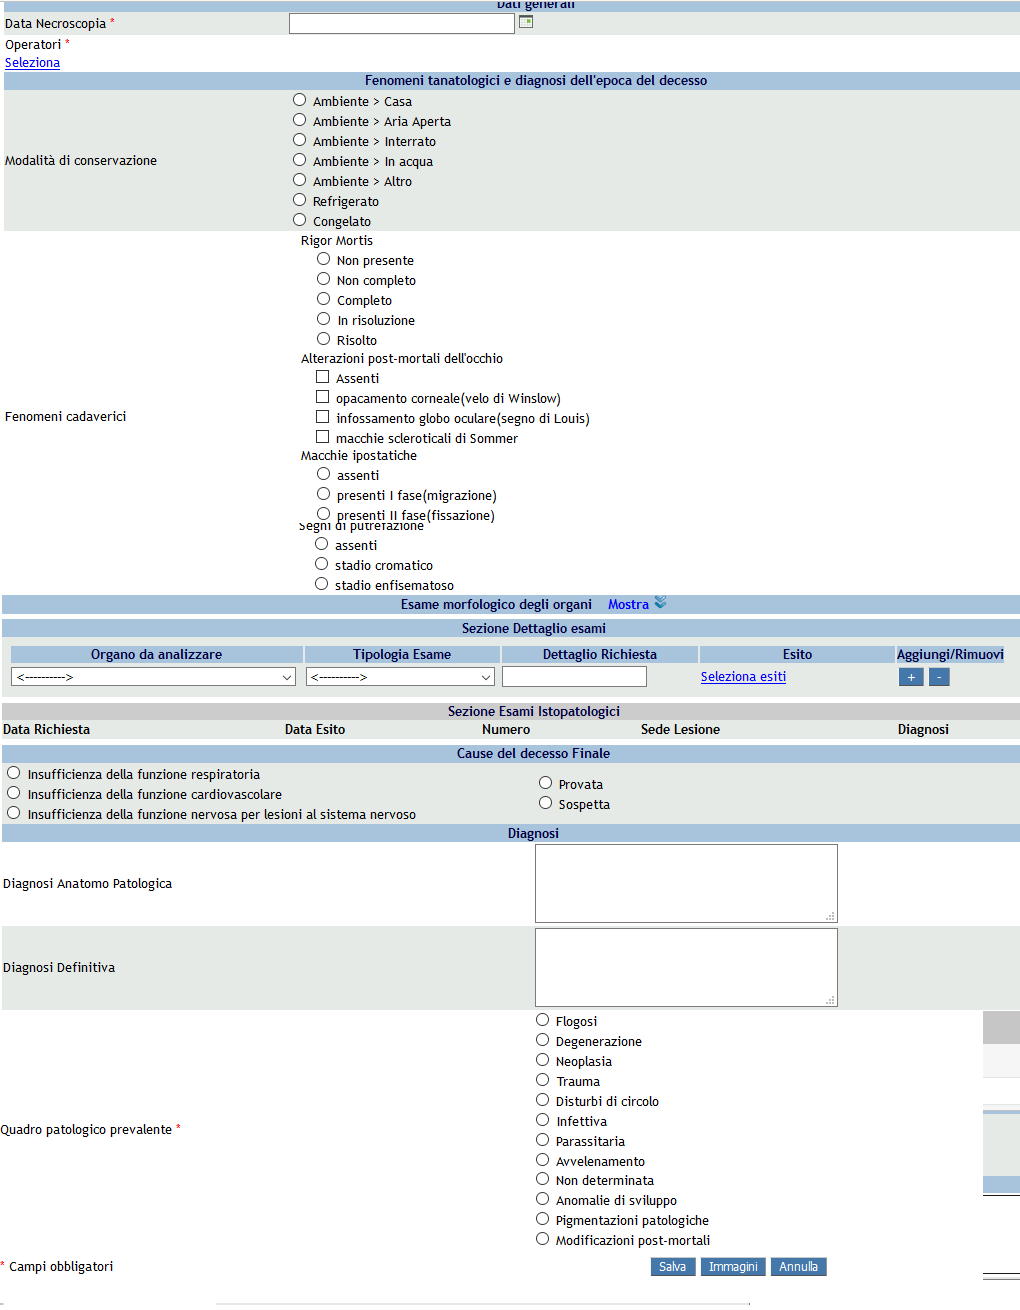 Dati generali
Data Necroscopia *
Operatori *
Seleziona
Fenomeni tanatologici e diagnosi dell'epoca del decesso
Modalità di conservazione
Ambiente > Casa
Ambiente > Aria Aperta
Ambiente > Interrato
Ambiente > In acqua
Ambiente > Altro
Refrigerato
Congelato
Fenomeni cadaverici
Rigor Mortis
Non presente
Non completo
Completo
In risoluzione
Risolto
Alterazioni post-mortali dell'occhio
Assenti
opacamento corneale(velo di Winslow)
infossamento globo oculare(segno di Louis)
macchie scleroticali di Sommer
Macchie ipostatiche
assenti
presenti I fase(migrazione)
presenti II fase(fissazione)
Segni di putrefazione
assenti
stadio cromatico
stadio enfisematoso
Esame morfologico degli organi Mostra
Sezione Dettaglio esami
Organo da analizzare Tipologia Esame Dettaglio Richiesta Esito Aggiungi/Rimuovi
<----------> <----------> Seleziona esiti + -
Sezione Esami Istopatologici
Data Richiesta Data Esito Numero Sede Lesione Diagnosi
Cause del decesso Finale
Insufficienza della funzione respiratoria
Insufficienza della funzione cardiovascolare
Insufficienza della funzione nervosa per lesioni al sistema nervoso
Provata
Sospetta
Diagnosi
Diagnosi Anatomo Patologica
Diagnosi Definitiva
Quadro patologico prevalente *
Flogosi
Degenerazione
Neoplasia
Trauma
Disturbi di circolo
Infettiva
Parassitaria
Avvelenamento
Non determinata
Anomalie di sviluppo
Pigmentazioni patologiche
Modificazioni post-mortali
* Campi obbligatori
Salva Immagini Annulla